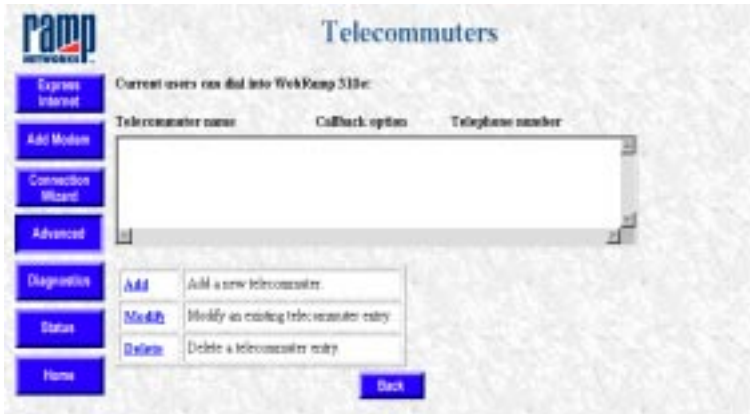 ramp
NETWORKS
Telecommuters
Express
Internet
Add Modem
Connection
Wizard
Advanced
Diagnostics
Status
Home
Current users can dial into WebRamp 310e:
Telecommuter name Callback option Telephone number
Add Add a new telecommuter.
Modify Modify an existing telecommuter entry
Delete Delete a telecommuter entry
Back